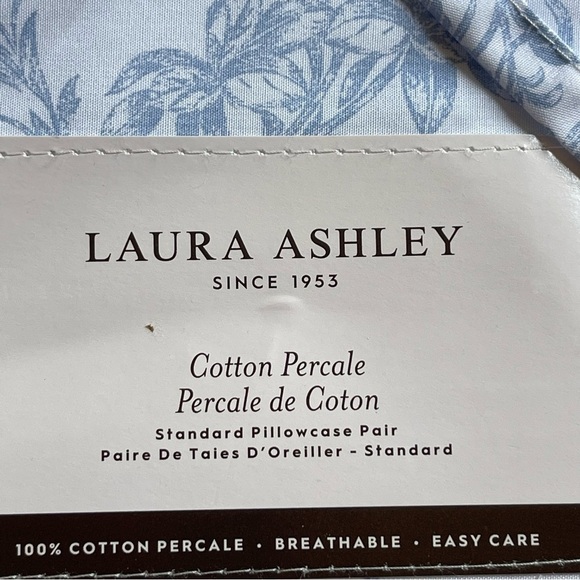 LAURA ASHLEY
SINCE 1953
Cotton Percale
Percale de Coton
Standard Pillowcase Pair
Paire De Taies D'Oreiller - Standard
100% COTTON PERCALE • BREATHABLE • EASY CARE